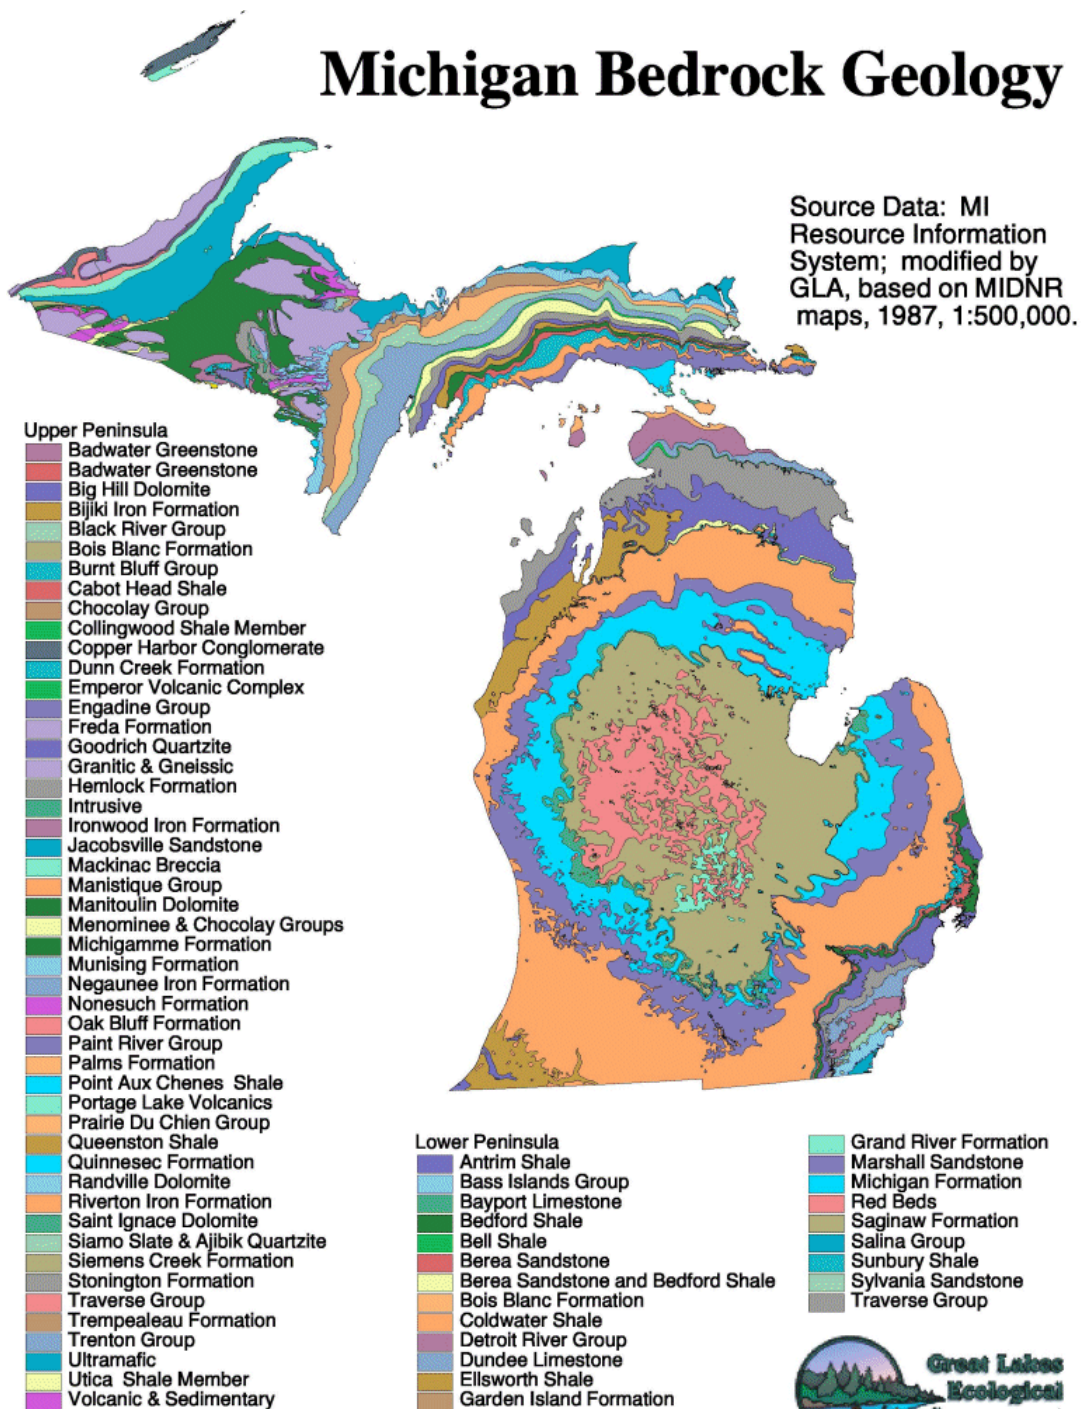 Michigan Bedrock Geology
Source Data: MI
Resource Information
System; modified by
GLA, based on MIDNR
maps, 1987, 1:500,000.
Upper Peninsula
Badwater Greenstone
Badwater Greenstone
Big Hill Dolomite
Bijiki Iron Formation
Black River Group
Bois Blanc Formation
Burnt Bluff Group
Cabot Head Shale
Chocolay Group
Collingwood Shale Member
Copper Harbor Conglomerate
Dunn Creek Formation
Emperor Volcanic Complex
Engadine Group
Freda Formation
Goodrich Quartzite
Granitic & Gneissic
Hemlock Formation
Intrusive
Ironwood Iron Formation
Jacobsville Sandstone
Mackinac Breccia
Manistique Group
Manitoulin Dolomite
Menominee & Chocolay Groups
Michigamme Formation
Munising Formation
Negaunee Iron Formation
Nonesuch Formation
Oak Bluff Formation
Paint River Group
Palms Formation
Point Aux Chenes Shale
Portage Lake Volcanics
Prairie Du Chien Group
Queenston Shale
Quinnesec Formation
Randville Dolomite
Riverton Iron Formation
Saint Ignace Dolomite
Siamo Slate & Ajibik Quartzite
Siemens Creek Formation
Stonington Formation
Traverse Group
Trempealeau Formation
Trenton Group
Ultramafic
Utica Shale Member
Volcanic & Sedimentary
Lower Peninsula
Antrim Shale
Bass Islands Group
Bayport Limestone
Bedford Shale
Bell Shale
Berea Sandstone
Berea Sandstone and Bedford Shale
Bois Blanc Formation
Coldwater Shale
Detroit River Group
Dundee Limestone
Ellsworth Shale
Garden Island Formation
Grand River Formation
Marshall Sandstone
Michigan Formation
Red Beds
Saginaw Formation
Salina Group
Sunbury Shale
Sylvania Sandstone
Traverse Group
Great Lakes
Ecological